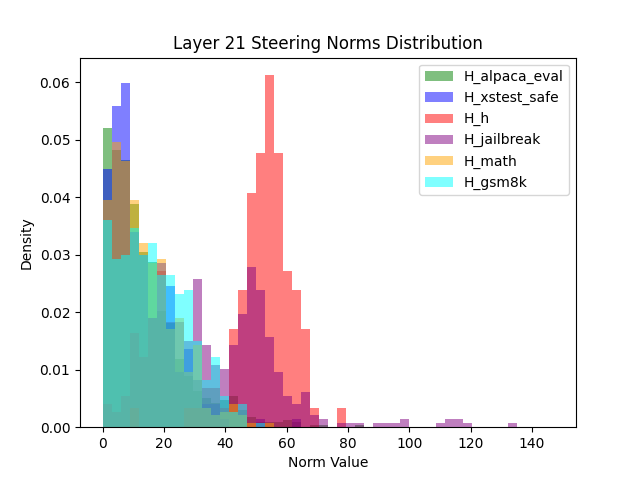 Layer 21 Steering Norms Distribution
H_alpaca_eval
H_xstest_safe
H_h
H_jailbreak
H_math
H_gsm8k
0.06
0.05
0.04
0.03
0.02
0.01
0.00
Density
0 20 40 60 80 100 120 140
Norm Value